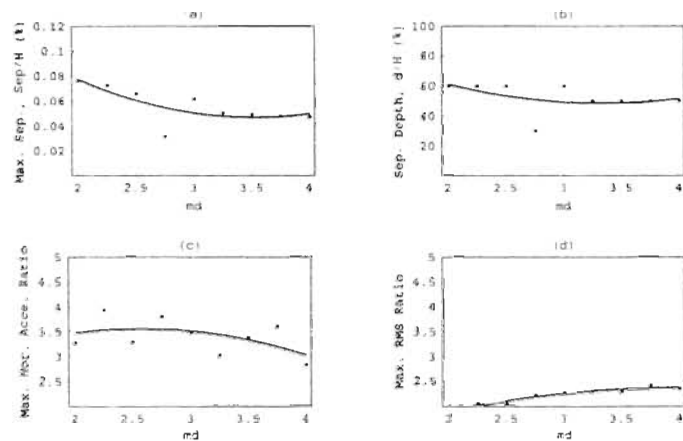 (a)
Max. Sep., Sep/H (%)
0.12
0.1
0.08
0.06
0.04
0.02
2 2.5 3 3.5 4
md
(b)
Sep. Depth, d/H (%)
100
80
60
40
20
2 2.5 3 3.5 4
md
(c)
Max. Hor. Acce. Ratio
5
4.5
4
3.5
3
2.5
2 2.5 3 3.5 4
md
(d)
Max. RMS Ratio
5
4.5
4
3.5
3
2.5
2 2.5 3 3.5 4
md